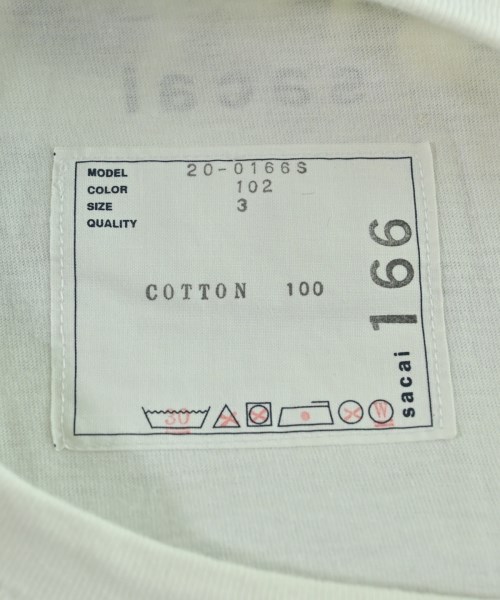 sacai
MODEL 20-0166S
COLOR 102
SIZE 3
QUALITY
COTTON 100
sacai 166
30 W